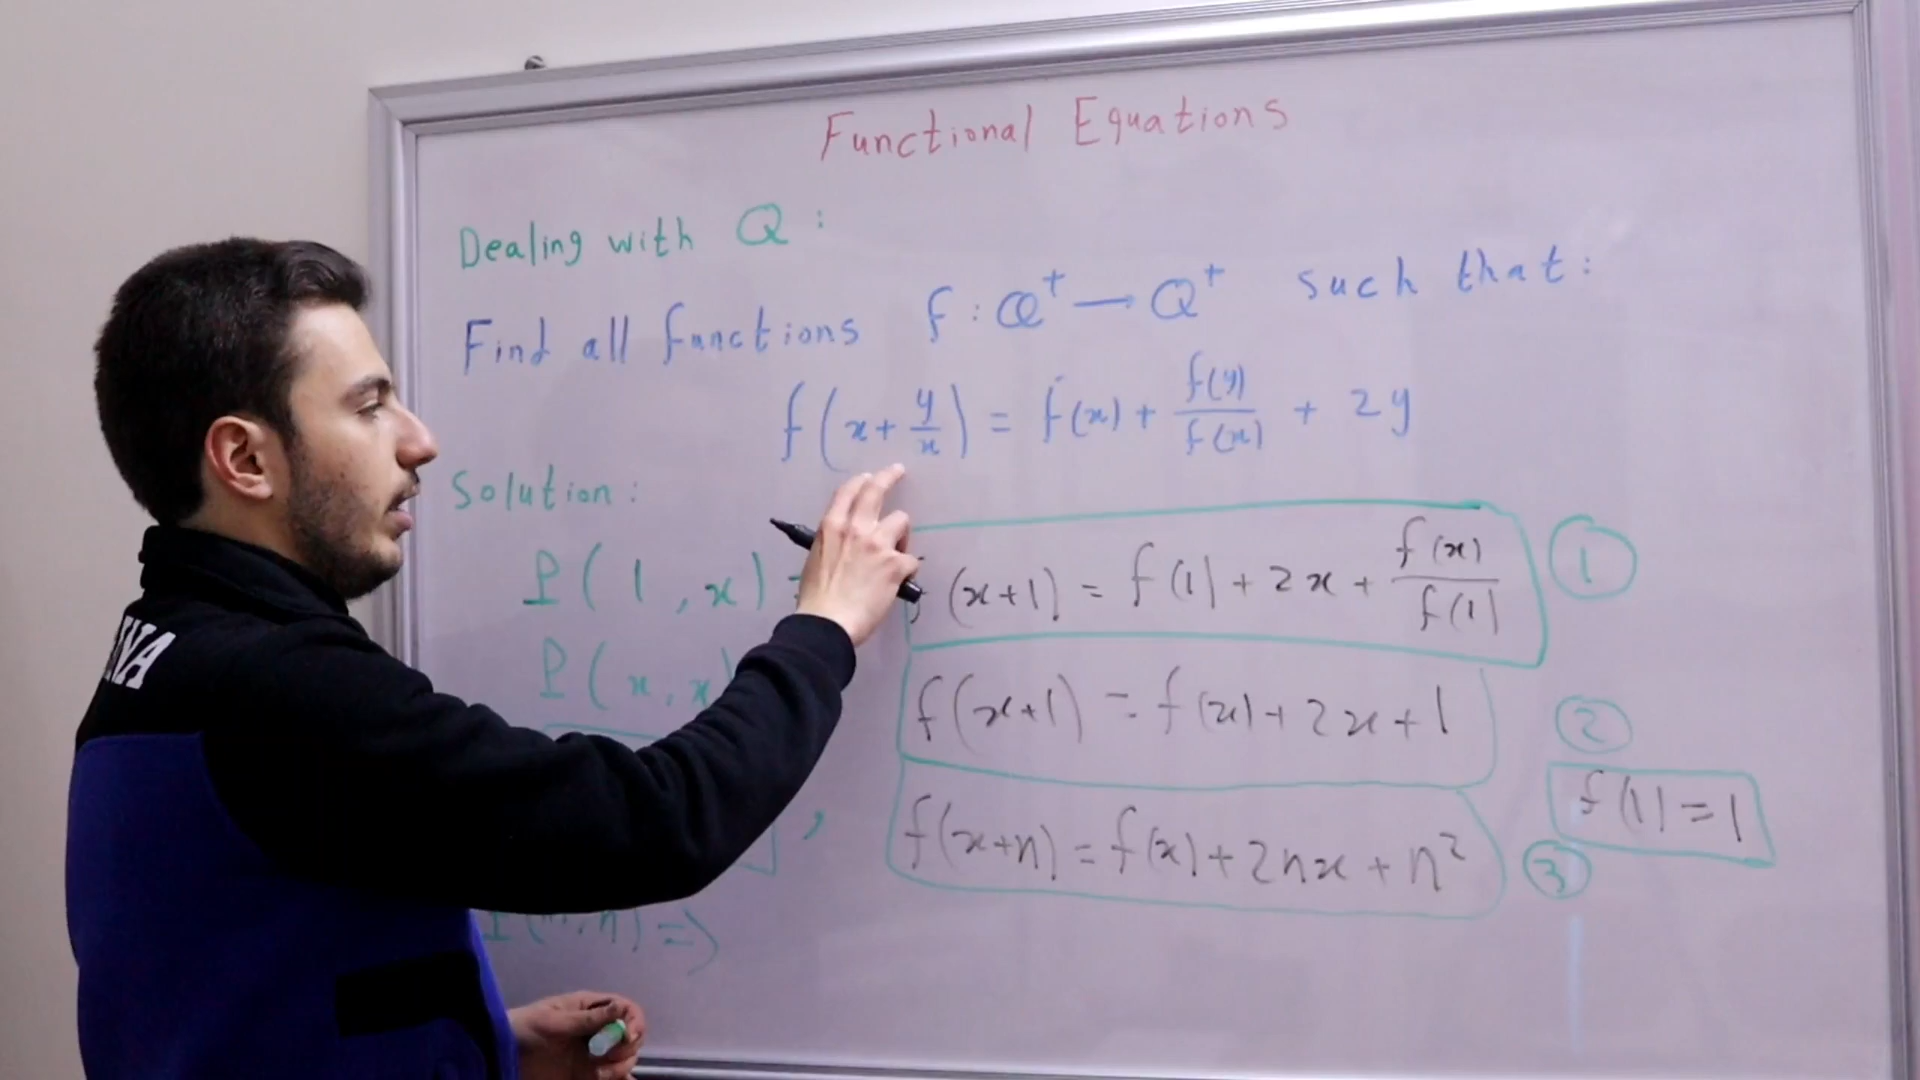 Functional Equations
Dealing with Q :
Find all functions f : Q⁺ → Q⁺ such that :
f(x + y/x) = f(x) + f(y)/f(x) + 2y
Solution :
P(1, x) (x+1) = f(1) + 2x + f(x)/f(1) ①
P(x, x) f(x+1) = f(x) + 2x + 1 ②
f(1) = 1
, f(x+n) = f(x) + 2nx + n² ③
n) =>
NA